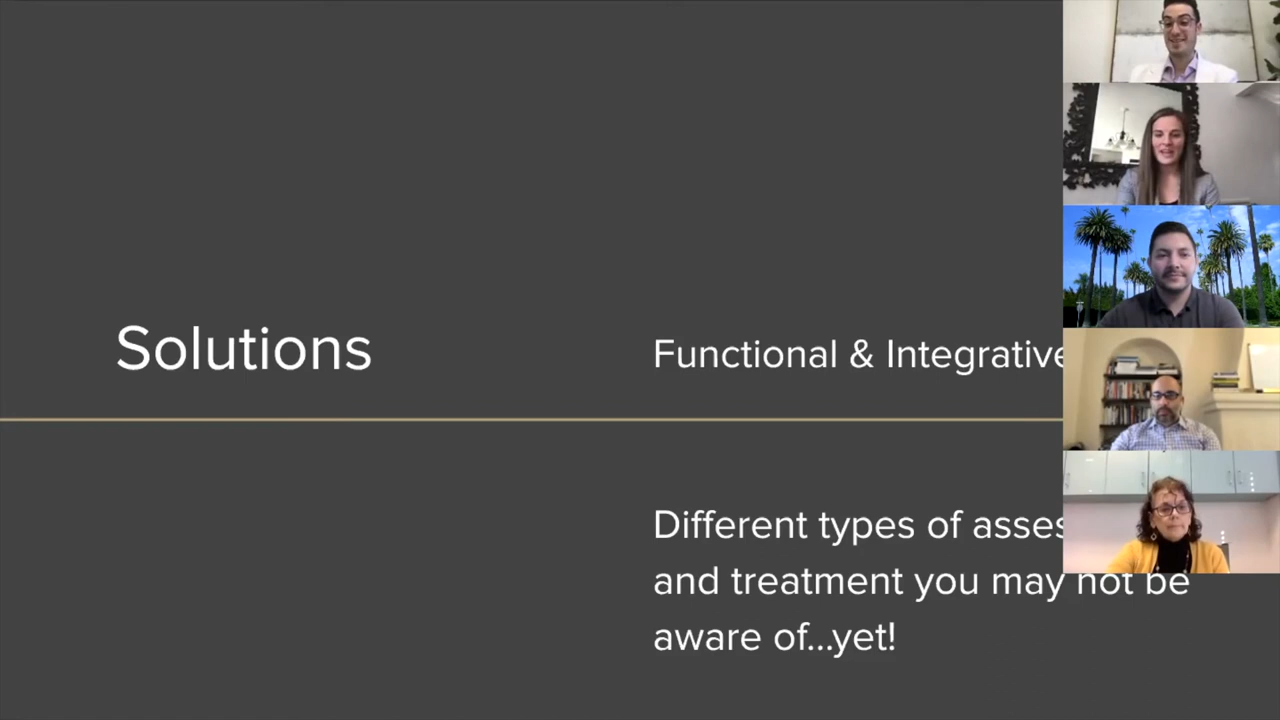 Solutions
Functional & Integrative
Different types of asses
and treatment you may not be
aware of...yet!